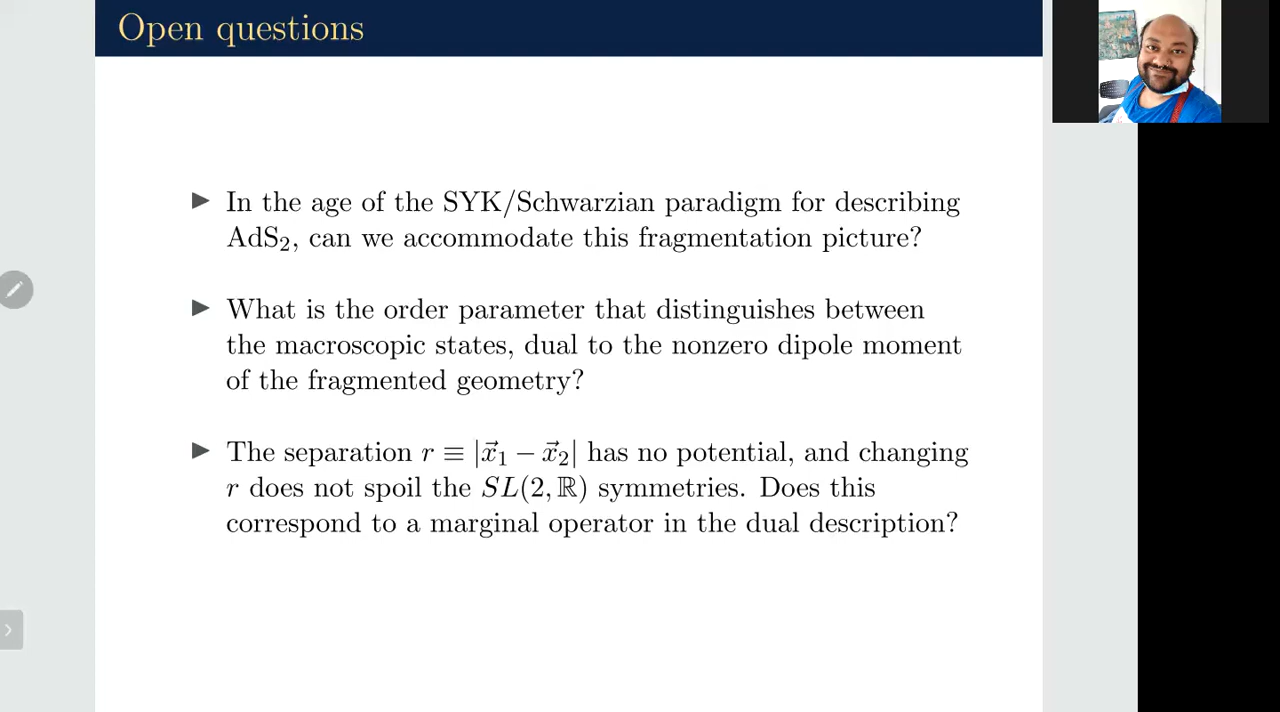 Open questions
▶ In the age of the SYK/Schwarzian paradigm for describing
AdS₂, can we accommodate this fragmentation picture?
▶ What is the order parameter that distinguishes between
the macroscopic states, dual to the nonzero dipole moment
of the fragmented geometry?
▶ The separation r ≡ |x⃗₁ − x⃗₂| has no potential, and changing
r does not spoil the SL(2, ℝ) symmetries. Does this
correspond to a marginal operator in the dual description?